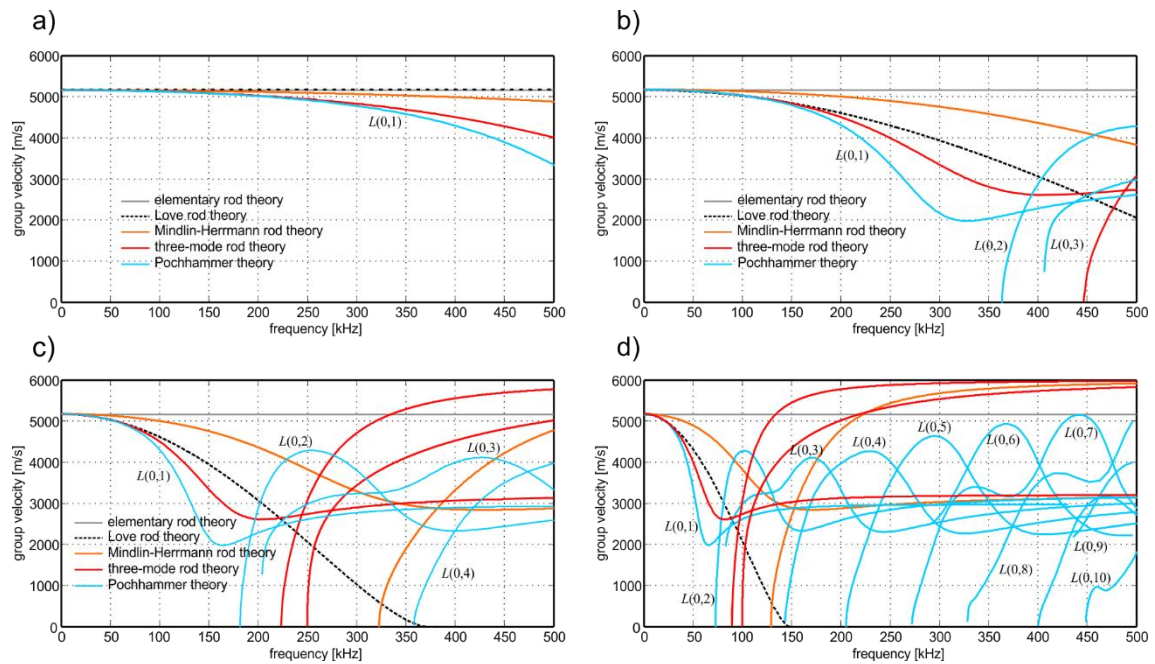 a)
6000
5000
4000
3000
2000
1000
0
group velocity [m/s]
L(0,1)
elementary rod theory
Love rod theory
Mindlin-Herrmann rod theory
three-mode rod theory
Pochhammer theory
0 50 100 150 200 250 300 350 400 450 500
frequency [kHz]
b)
6000
5000
4000
3000
2000
1000
0
group velocity [m/s]
L(0,1)
elementary rod theory
Love rod theory
Mindlin-Herrmann rod theory
three-mode rod theory
Pochhammer theory
L(0,2)
L(0,3)
0 50 100 150 200 250 300 350 400 450 500
frequency [kHz]
c)
6000
5000
4000
3000
2000
1000
0
group velocity [m/s]
L(0,1)
L(0,2)
L(0,3)
elementary rod theory
Love rod theory
Mindlin-Herrmann rod theory
three-mode rod theory
Pochhammer theory
L(0,4)
0 50 100 150 200 250 300 350 400 450 500
frequency [kHz]
d)
6000
5000
4000
3000
2000
1000
0
group velocity [m/s]
L(0,3)
L(0,4)
L(0,5)
L(0,6)
L(0,7)
L(0,1)
L(0,2)
L(0,9)
L(0,8)
L(0,10)
0 50 100 150 200 250 300 350 400 450 500
frequency [kHz]